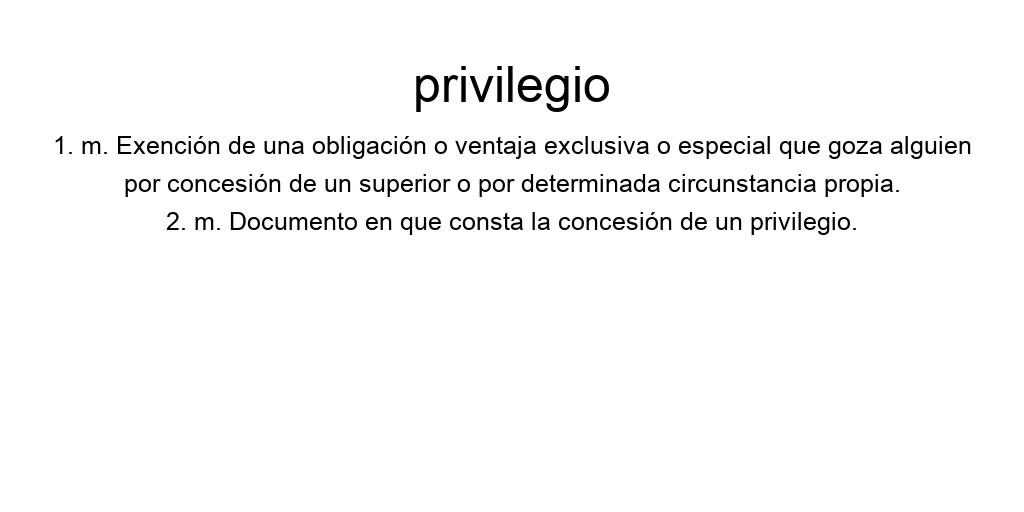 privilegio
1. m. Exención de una obligación o ventaja exclusiva o especial que goza alguien
por concesión de un superior o por determinada circunstancia propia.
2. m. Documento en que consta la concesión de un privilegio.